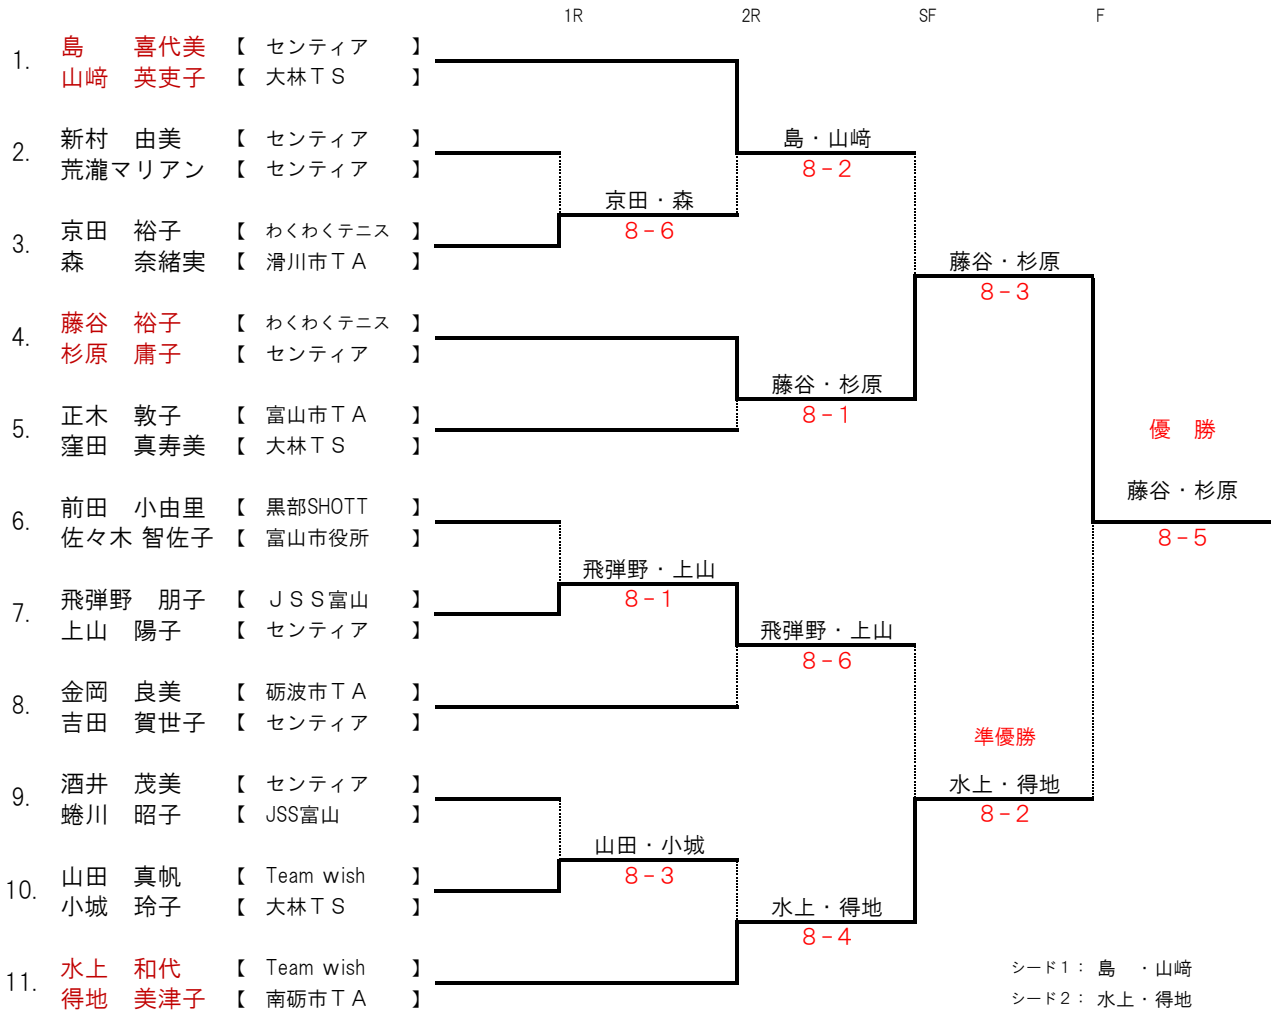 1R 2R SF F
1. 島 喜代美 【 センティア 】
山﨑 英吏子 【 大林ＴＳ 】
2. 新村 由美 【 センティア 】
荒瀧マリアン 【 センティア 】
島・山﨑
8-2
京田・森
8-6
3. 京田 裕子 【 わくわくテニス 】
森 奈緒実 【 滑川市ＴＡ 】
藤谷・杉原
8-3
4. 藤谷 裕子 【 わくわくテニス 】
杉原 庸子 【 センティア 】
藤谷・杉原
8-1
5. 正木 敦子 【 富山市ＴＡ 】
窪田 真寿美 【 大林ＴＳ 】
優 勝
藤谷・杉原
8-5
6. 前田 小由里 【 黒部SHOTT 】
佐々木 智佐子 【 富山市役所 】
飛弾野・上山
8-1
7. 飛弾野 朋子 【 ＪＳＳ富山 】
上山 陽子 【 センティア 】
飛弾野・上山
8-6
8. 金岡 良美 【 砺波市ＴＡ 】
吉田 賀世子 【 センティア 】
準優勝
水上・得地
8-2
9. 酒井 茂美 【 センティア 】
蜷川 昭子 【 JSS富山 】
山田・小城
8-3
10. 山田 真帆 【 Team wish 】
小城 玲子 【 大林ＴＳ 】
水上・得地
8-4
11. 水上 和代 【 Team wish 】
得地 美津子 【 南砺市ＴＡ 】
シード1： 島 ・山﨑
シード2： 水上・得地